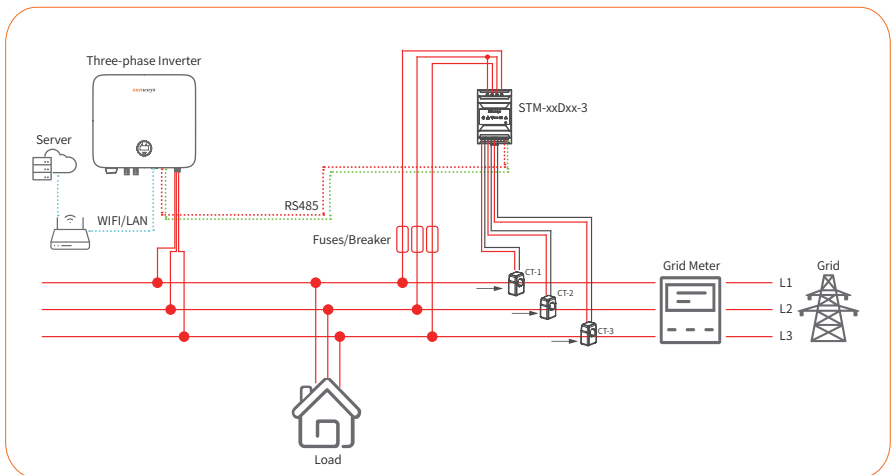 Three-phase Inverter
STM-xxDxx-3
Server
WIFI/LAN
RS485
Fuses/Breaker
CT-1
CT-2
CT-3
Grid Meter
Grid
L1
L2
L3
Load